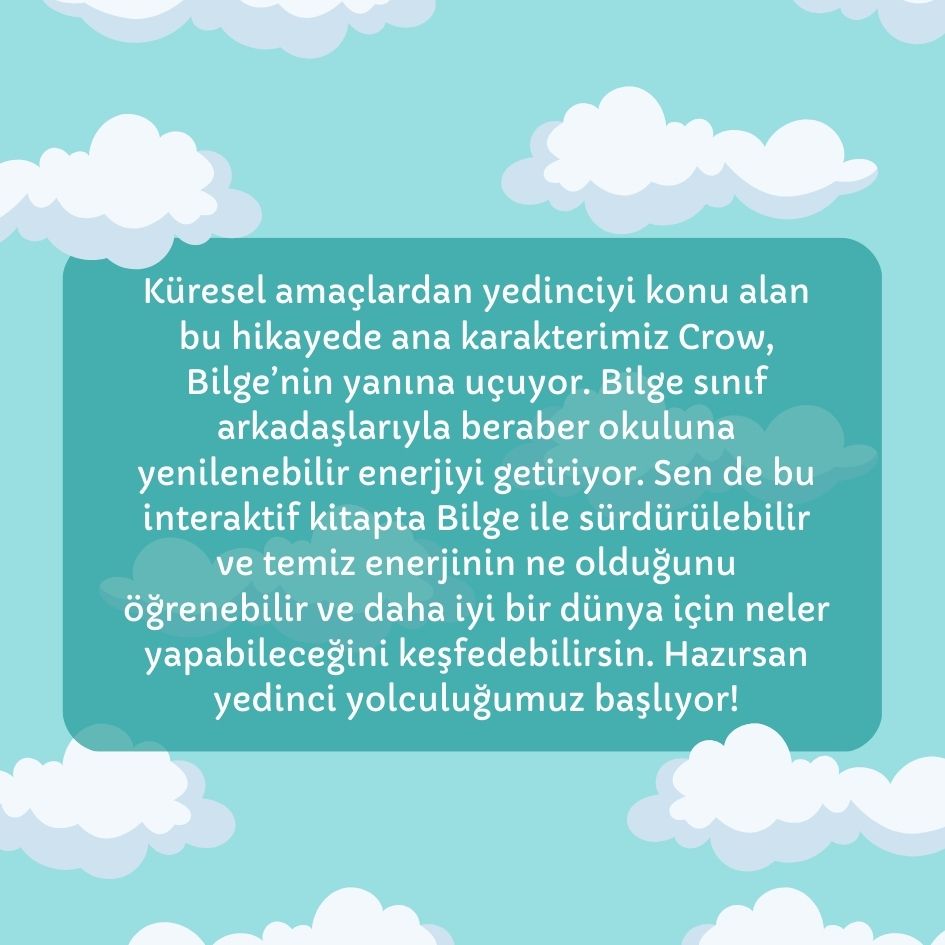 Küresel amaçlardan yedinciyi konu alan
bu hikayede ana karakterimiz Crow,
Bilge’nin yanına uçuyor. Bilge sınıf
arkadaşlarıyla beraber okuluna
yenilenebilir enerjiyi getiriyor. Sen de bu
interaktif kitapta Bilge ile sürdürülebilir
ve temiz enerjinin ne olduğunu
öğrenebilir ve daha iyi bir dünya için neler
yapabileceğini keşfedebilirsin. Hazırsan
yedinci yolculuğumuz başlıyor!